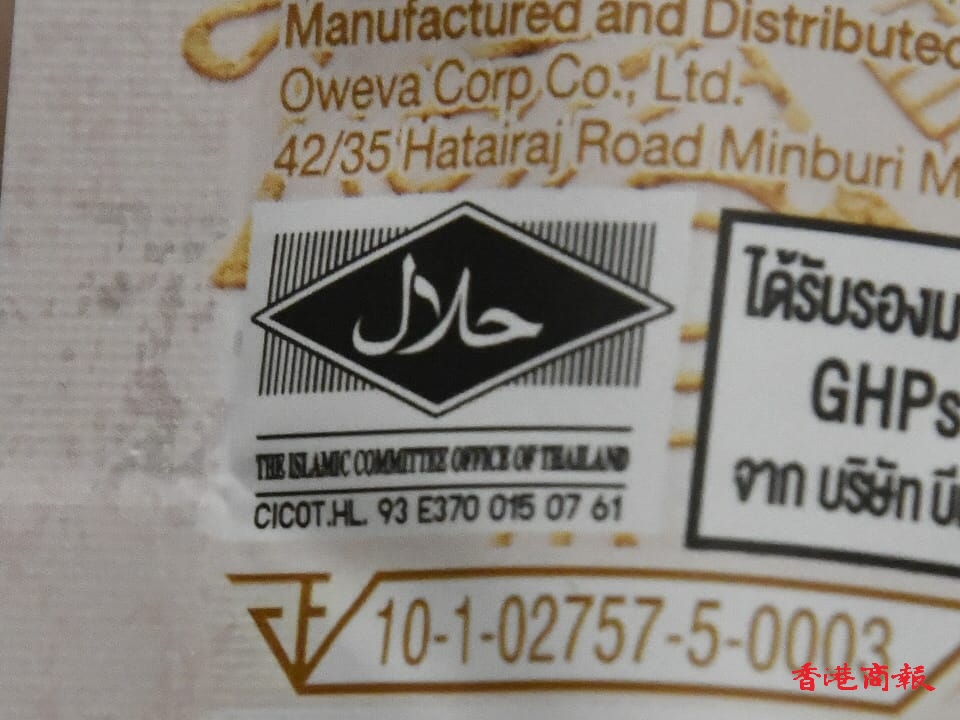 Manufactured and Distributed
Oweva Corp Co., Ltd.
42/35 Hatairaj Road Minburi
حلال
THE ISLAMIC COMMITTEE OFFICE OF THAILAND
CICOT.HL. 93 E370 015 07 61
ได้รับรองม
GHPs
จาก บริษัท
10-1-02757-5-0003
香港商報